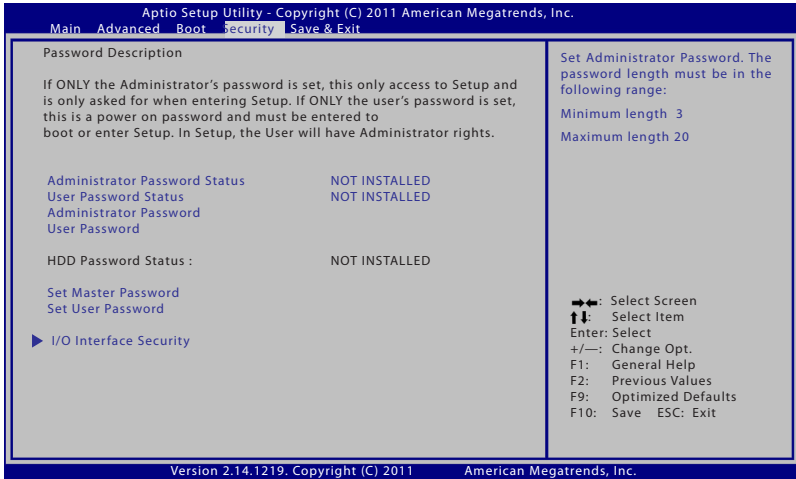 Aptio Setup Utility - Copyright (C) 2011 American Megatrends, Inc.
Main Advanced Boot Security Save & Exit
Password Description
If ONLY the Administrator's password is set, this only access to Setup and
is only asked for when entering Setup. If ONLY the user's password is set,
this is a power on password and must be entered to
boot or enter Setup. In Setup, the User will have Administrator rights.
Administrator Password Status NOT INSTALLED
User Password Status NOT INSTALLED
Administrator Password
User Password
HDD Password Status : NOT INSTALLED
Set Master Password
Set User Password
I/O Interface Security
Set Administrator Password. The
password length must be in the
following range:
Minimum length 3
Maximum length 20
→←: Select Screen
↑↓: Select Item
Enter: Select
+/—: Change Opt.
F1: General Help
F2: Previous Values
F9: Optimized Defaults
F10: Save ESC: Exit
Version 2.14.1219. Copyright (C) 2011 American Megatrends, Inc.